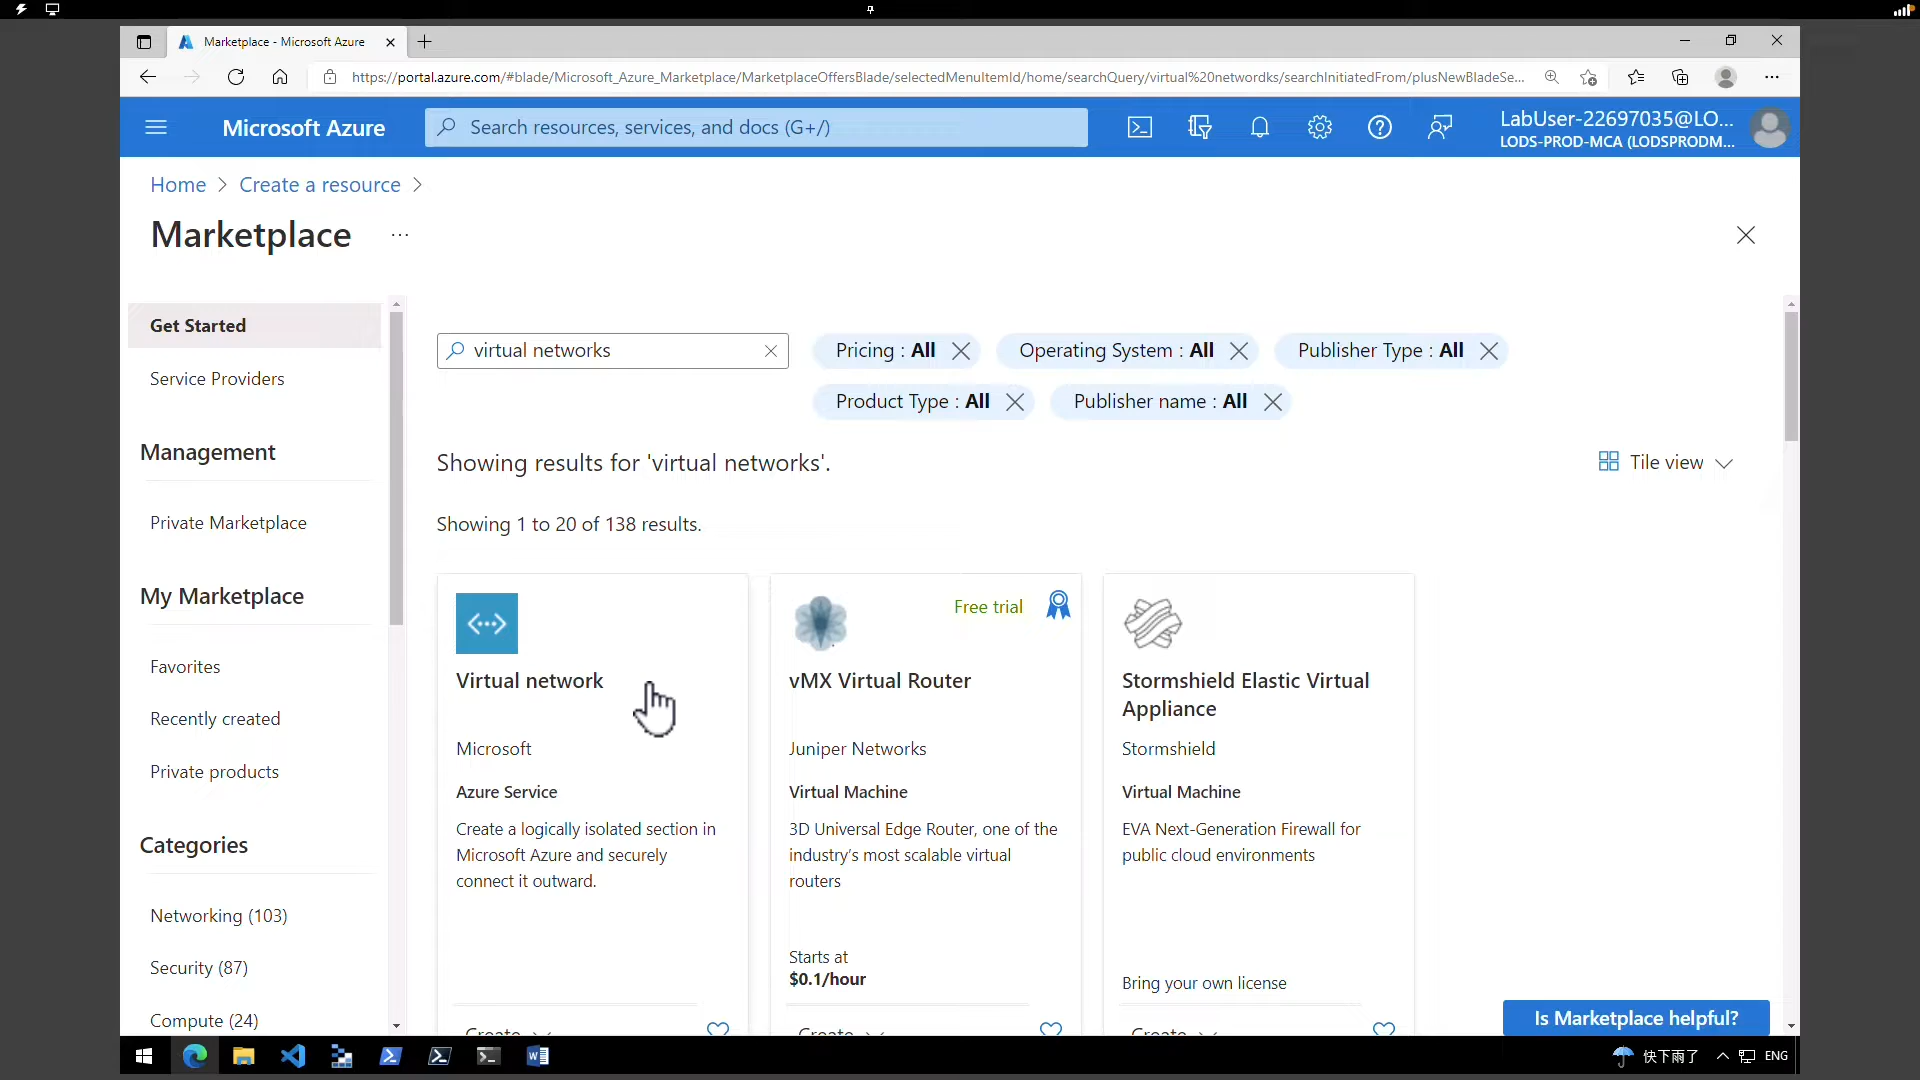 Marketplace - Microsoft Azure
https://portal.azure.com/#blade/Microsoft_Azure_Marketplace/MarketplaceOffersBlade/selectedMenuItemId/home/searchQuery/virtual%20networdks/searchInitiatedFrom/plusNewBladeSe...
Microsoft Azure
Search resources, services, and docs (G+/)
LabUser-22697035@LO...
LODS-PROD-MCA (LODSPRODM...
Home
Create a resource
Marketplace
Get Started
Service Providers
Management
Private Marketplace
My Marketplace
Favorites
Recently created
Private products
Categories
Networking (103)
Security (87)
Compute (24)
virtual networks
Pricing : All
Operating System : All
Publisher Type : All
Product Type : All
Publisher name : All
Showing results for 'virtual networks'.
Tile view
Showing 1 to 20 of 138 results.
Virtual network
Microsoft
Azure Service
Create a logically isolated section in
Microsoft Azure and securely
connect it outward.
Create
Free trial
vMX Virtual Router
Juniper Networks
Virtual Machine
3D Universal Edge Router, one of the
industry's most scalable virtual
routers
Starts at
$0.1/hour
Create
Stormshield Elastic Virtual
Appliance
Stormshield
Virtual Machine
EVA Next-Generation Firewall for
public cloud environments
Bring your own license
Create
Is Marketplace helpful?
快下雨了
ENG